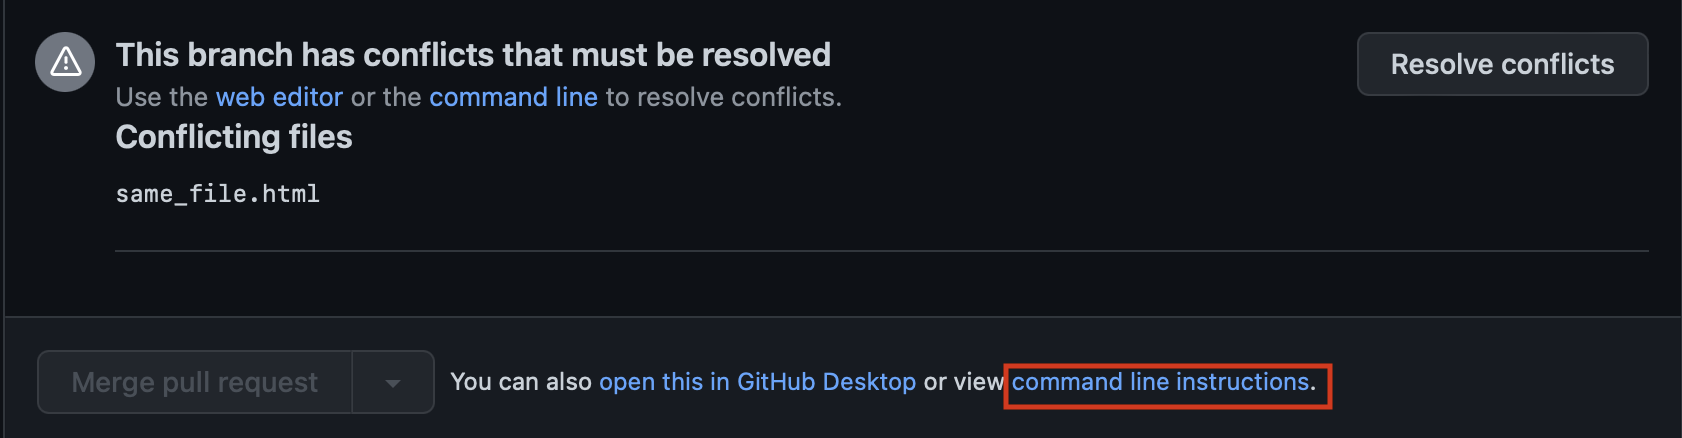 This branch has conflicts that must be resolved
Resolve conflicts
Use the web editor or the command line to resolve conflicts.
Conflicting files
same_file.html
Merge pull request
You can also open this in GitHub Desktop or view command line instructions.